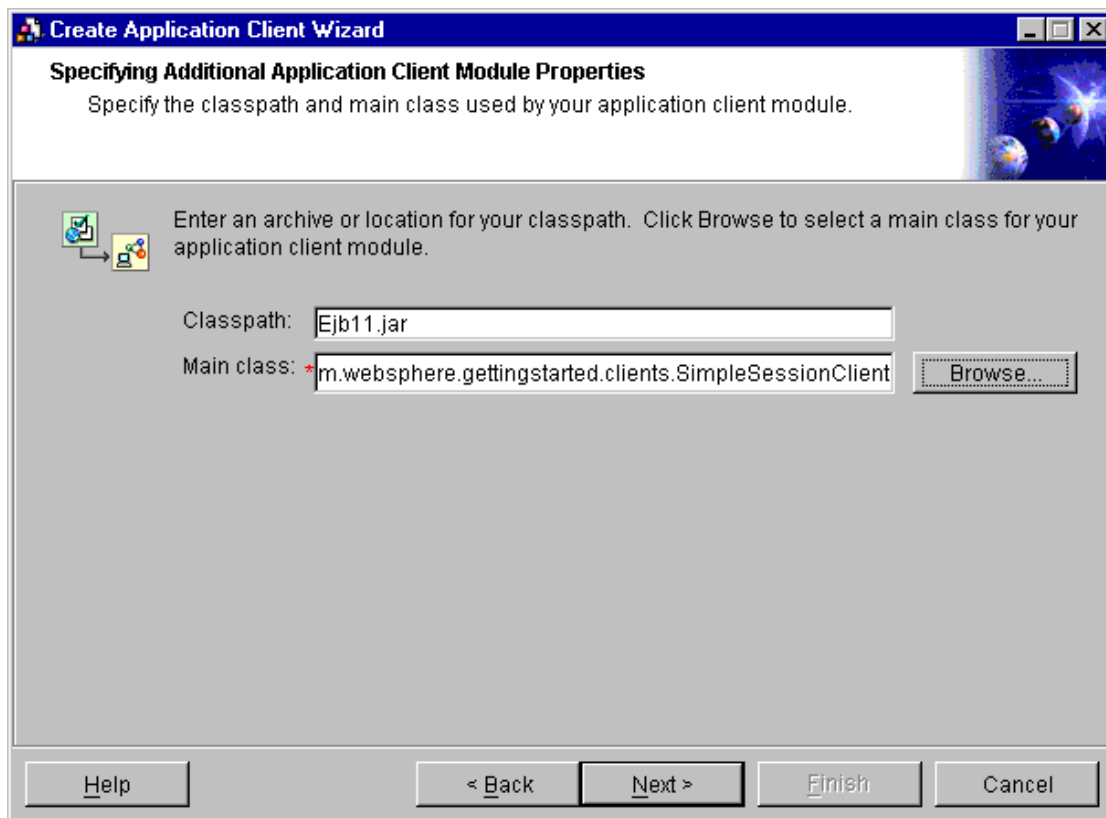 Create Application Client Wizard
Specifying Additional Application Client Module Properties
Specify the classpath and main class used by your application client module.
Enter an archive or location for your classpath. Click Browse to select a main class for your
application client module.
Classpath: Ejb11.jar
Main class: *m.websphere.gettingstarted.clients.SimpleSessionClient Browse...
Help < Back Next > Finish Cancel